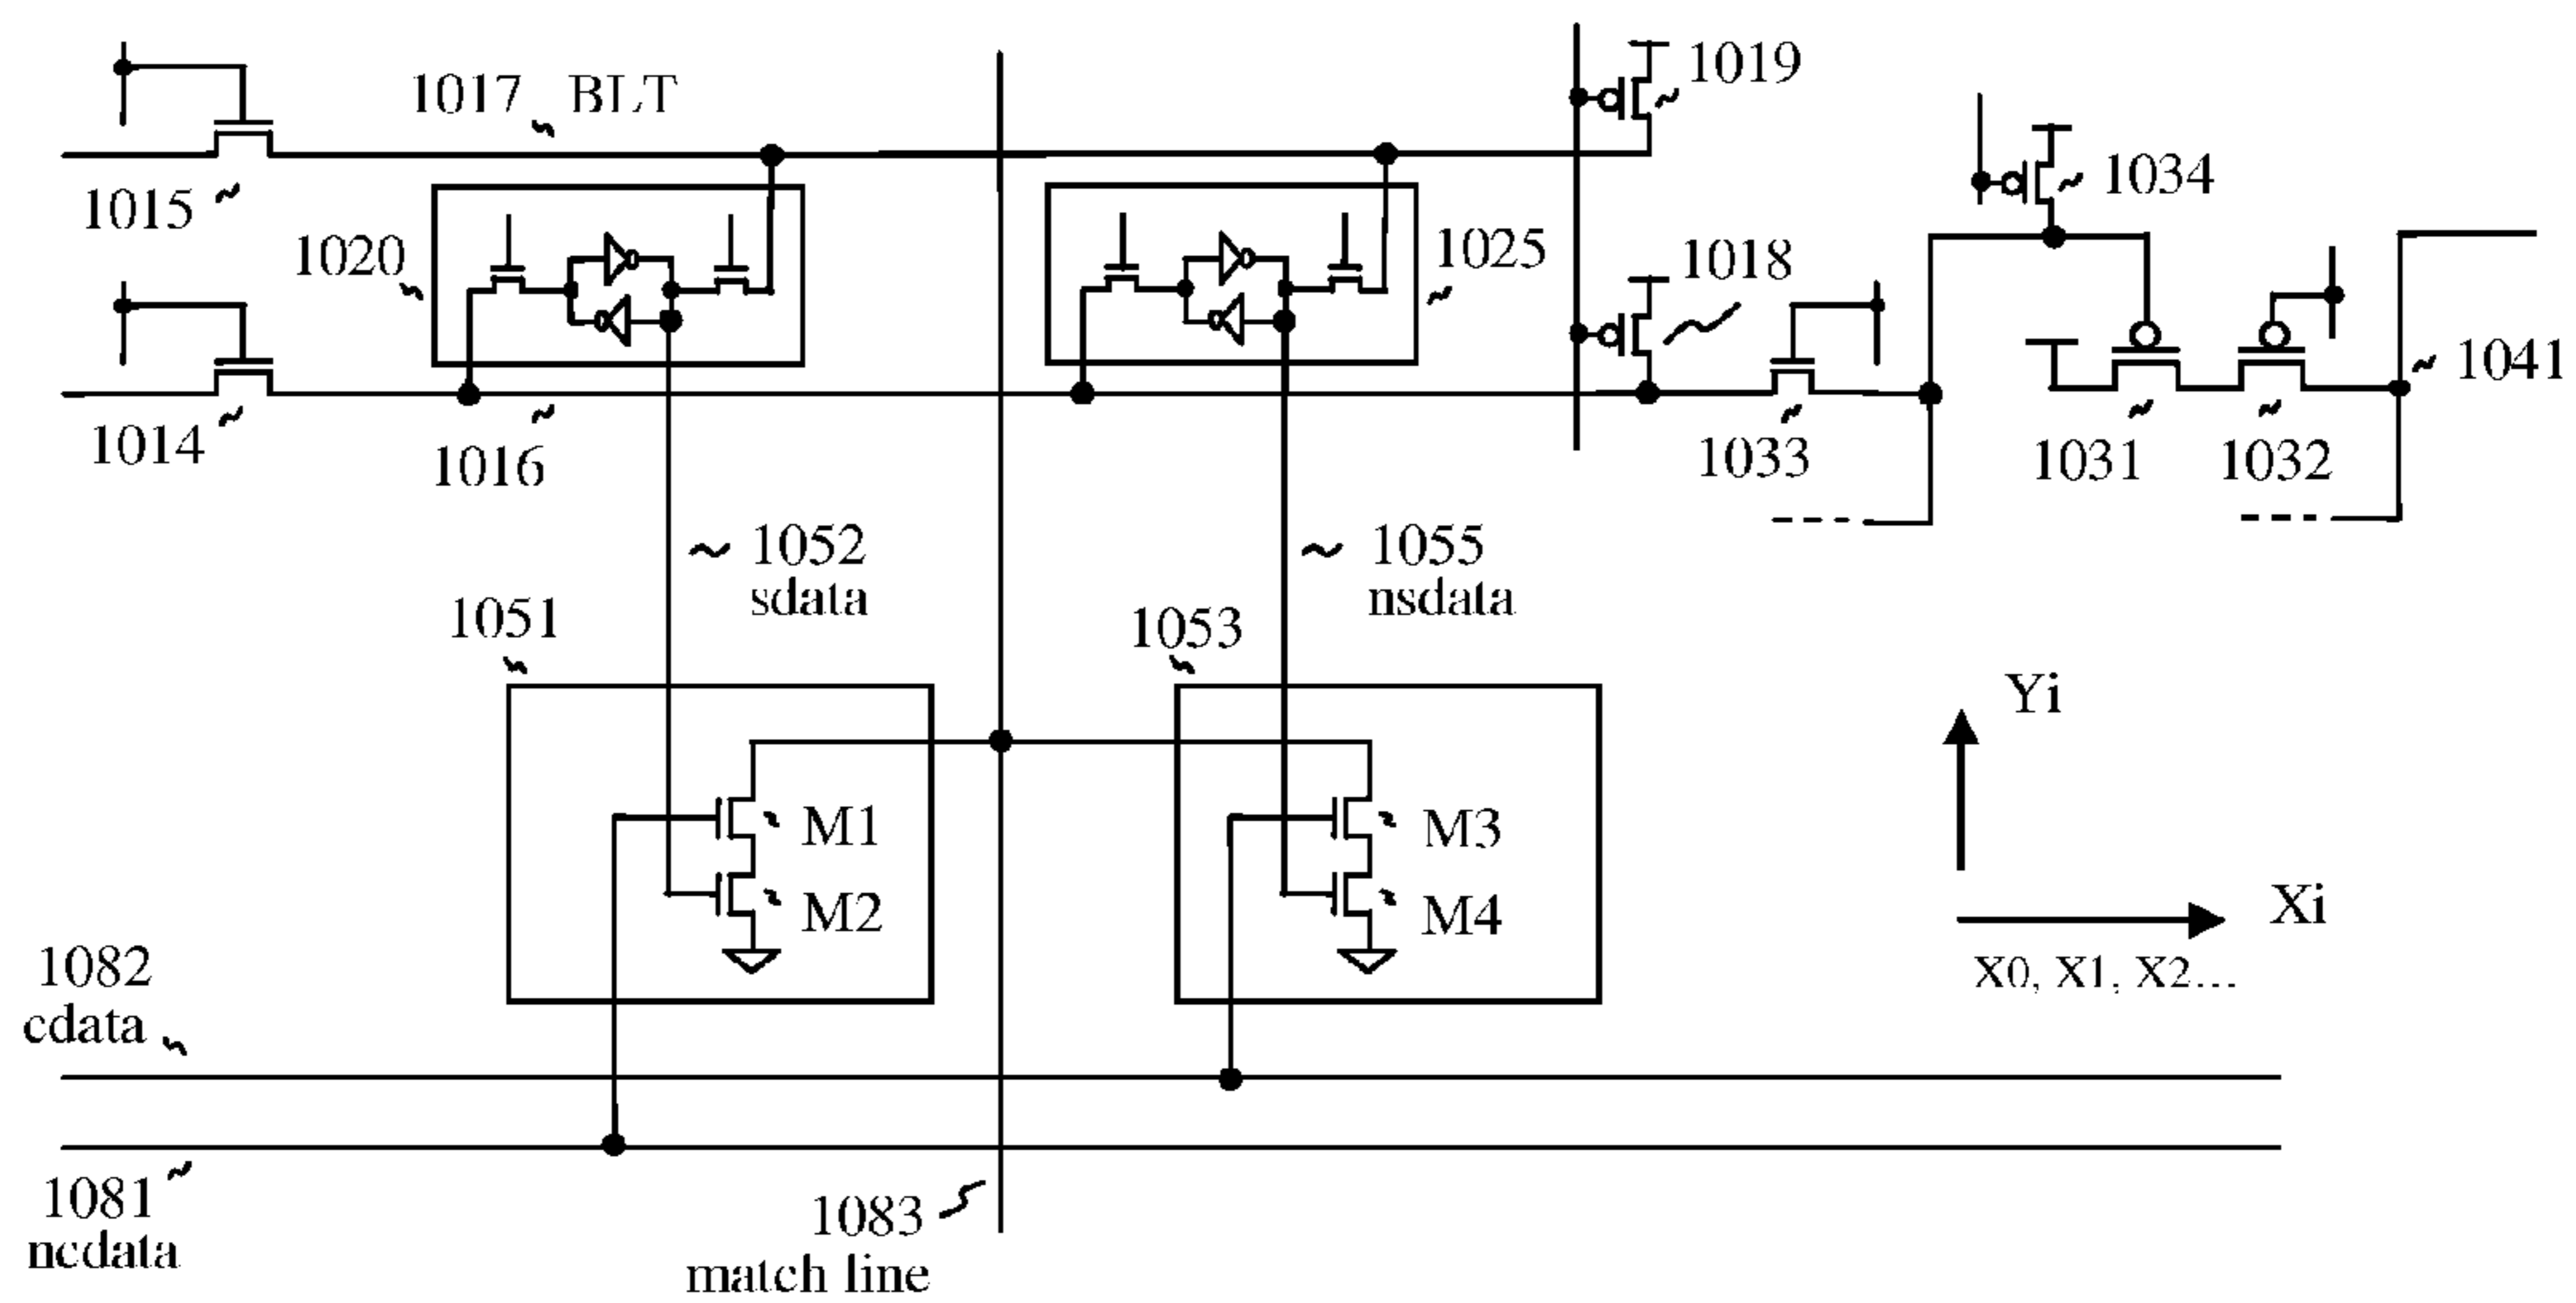 1017 BLT
1019
1015
1034
1020
1025
1018
1041
1014
1016
1033
1031
1032
1052
sdata
1055
nsdata
1051
1053
Yi
M1
M3
M2
M4
Xi
X0, X1, X2...
1082
cdata
1081
ncdata
1083
match line